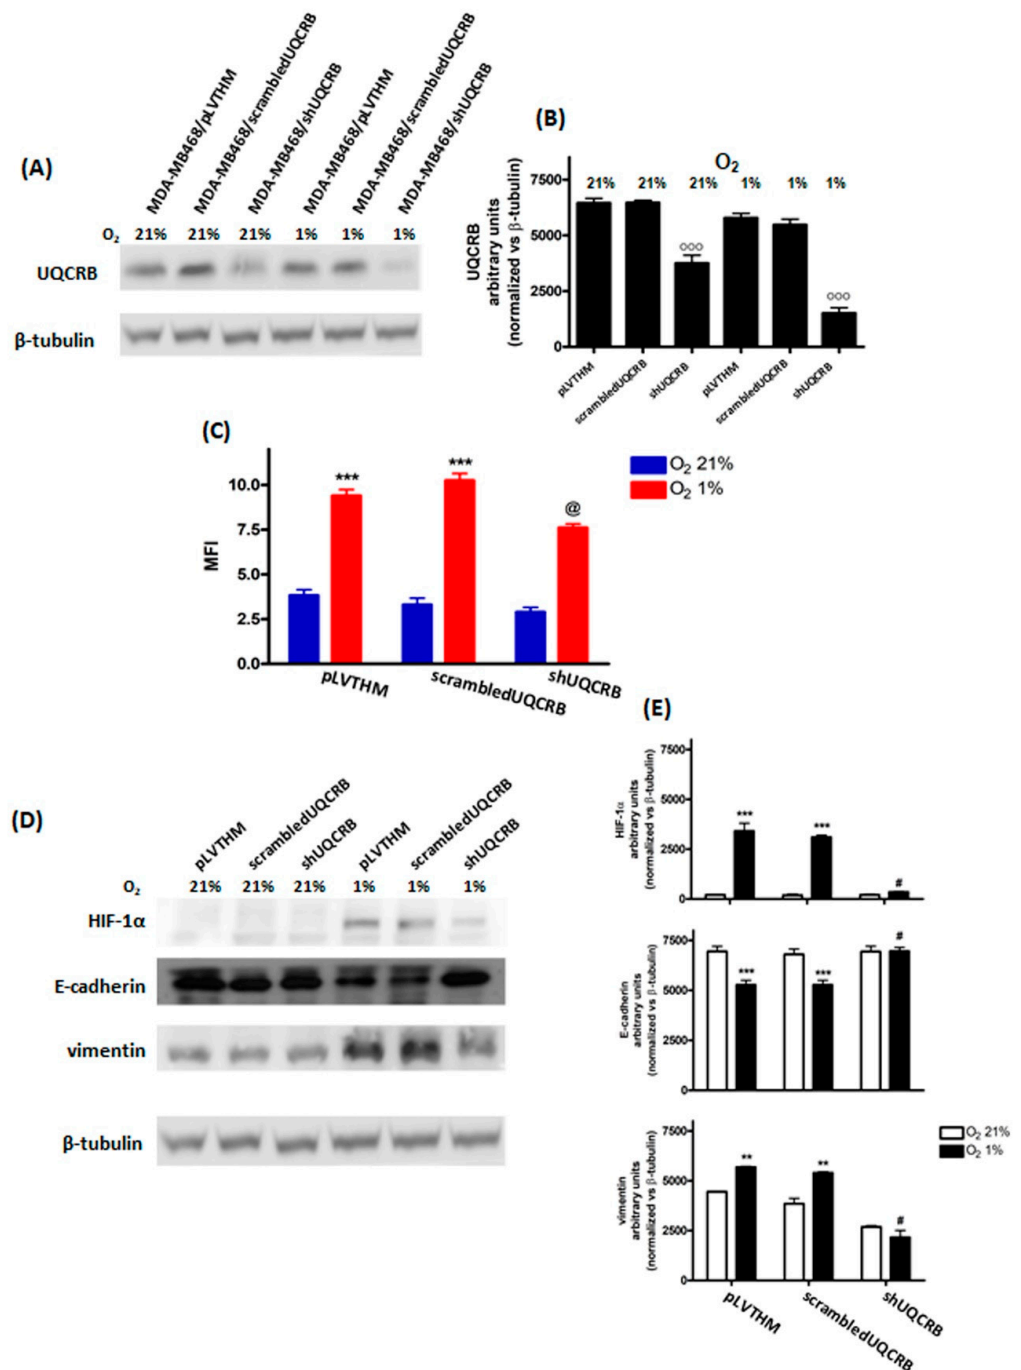 (A)
MDA-MB468/pLVTHM
MDA-MB468/scrambledUQCRB
MDA-MB468/shUQCRB
MDA-MB468/pLVTHM
MDA-MB468/scrambledUQCRB
MDA-MB468/shUQCRB
O₂ 21% 21% 21% 1% 1% 1%
UQCRB
β-tubulin
(B)
O₂
21% 21% 21% 1% 1% 1%
UQCRB
arbitrary units
(normalized vs β-tubulin)
7500
5000
2500
0
°°°
°°°
pLVTHM
scrambledUQCRB
shUQCRB
pLVTHM
scrambledUQCRB
shUQCRB
(C)
MFI
10.0
7.5
5.0
2.5
0.0
***
***
@
O₂ 21%
O₂ 1%
pLVTHM
scrambledUQCRB
shUQCRB
(D)
pLVTHM
scrambledUQCRB
shUQCRB
pLVTHM
scrambledUQCRB
shUQCRB
O₂ 21% 21% 21% 1% 1% 1%
HIF-1α
E-cadherin
vimentin
β-tubulin
(E)
HIF-1α
arbitrary units
(normalized vs β-tubulin)
7500
5000
2500
0
***
***
#
E-cadherin
arbitrary units
(normalized vs β-tubulin)
7500
5000
2500
0
***
***
#
vimentin
arbitrary units
(normalized vs β-tubulin)
7500
5000
2500
0
**
**
#
O₂ 21%
O₂ 1%
pLVTHM
scrambledUQCRB
shUQCRB